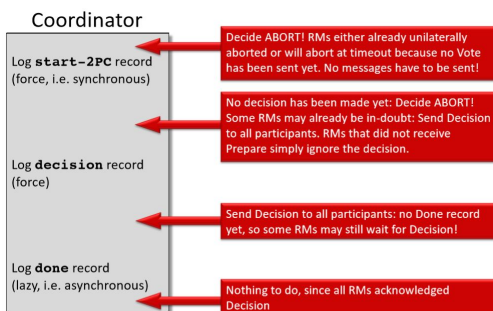 Coordinator
Decide ABORT! RMs either already unilaterally
aborted or will abort at timeout because no Vote
has been sent yet. No messages have to be sent!
Log start-2PC record
(force, i.e. synchronous)
No decision has been made yet: Decide ABORT!
Some RMs may already be in-doubt: Send Decision
to all participants. RMs that did not receive
Prepare simply ignore the decision.
Log decision record
(force)
Send Decision to all participants: no Done record
yet, so some RMs may still wait for Decision!
Log done record
(lazy, i.e. asynchronous)
Nothing to do, since all RMs acknowledged
Decision